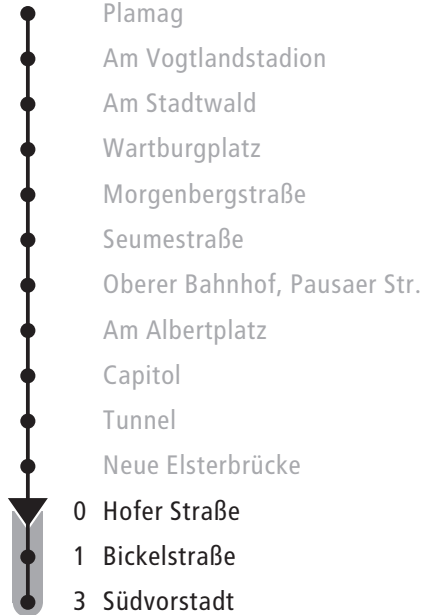 Plamag
Am Vogtlandstadion
Am Stadtwald
Wartburgplatz
Morgenbergstraße
Seumestraße
Oberer Bahnhof, Pausaer Str.
Am Albertplatz
Capitol
Tunnel
Neue Elsterbrücke
0 Hofer Straße
1 Bickelstraße
3 Südvorstadt